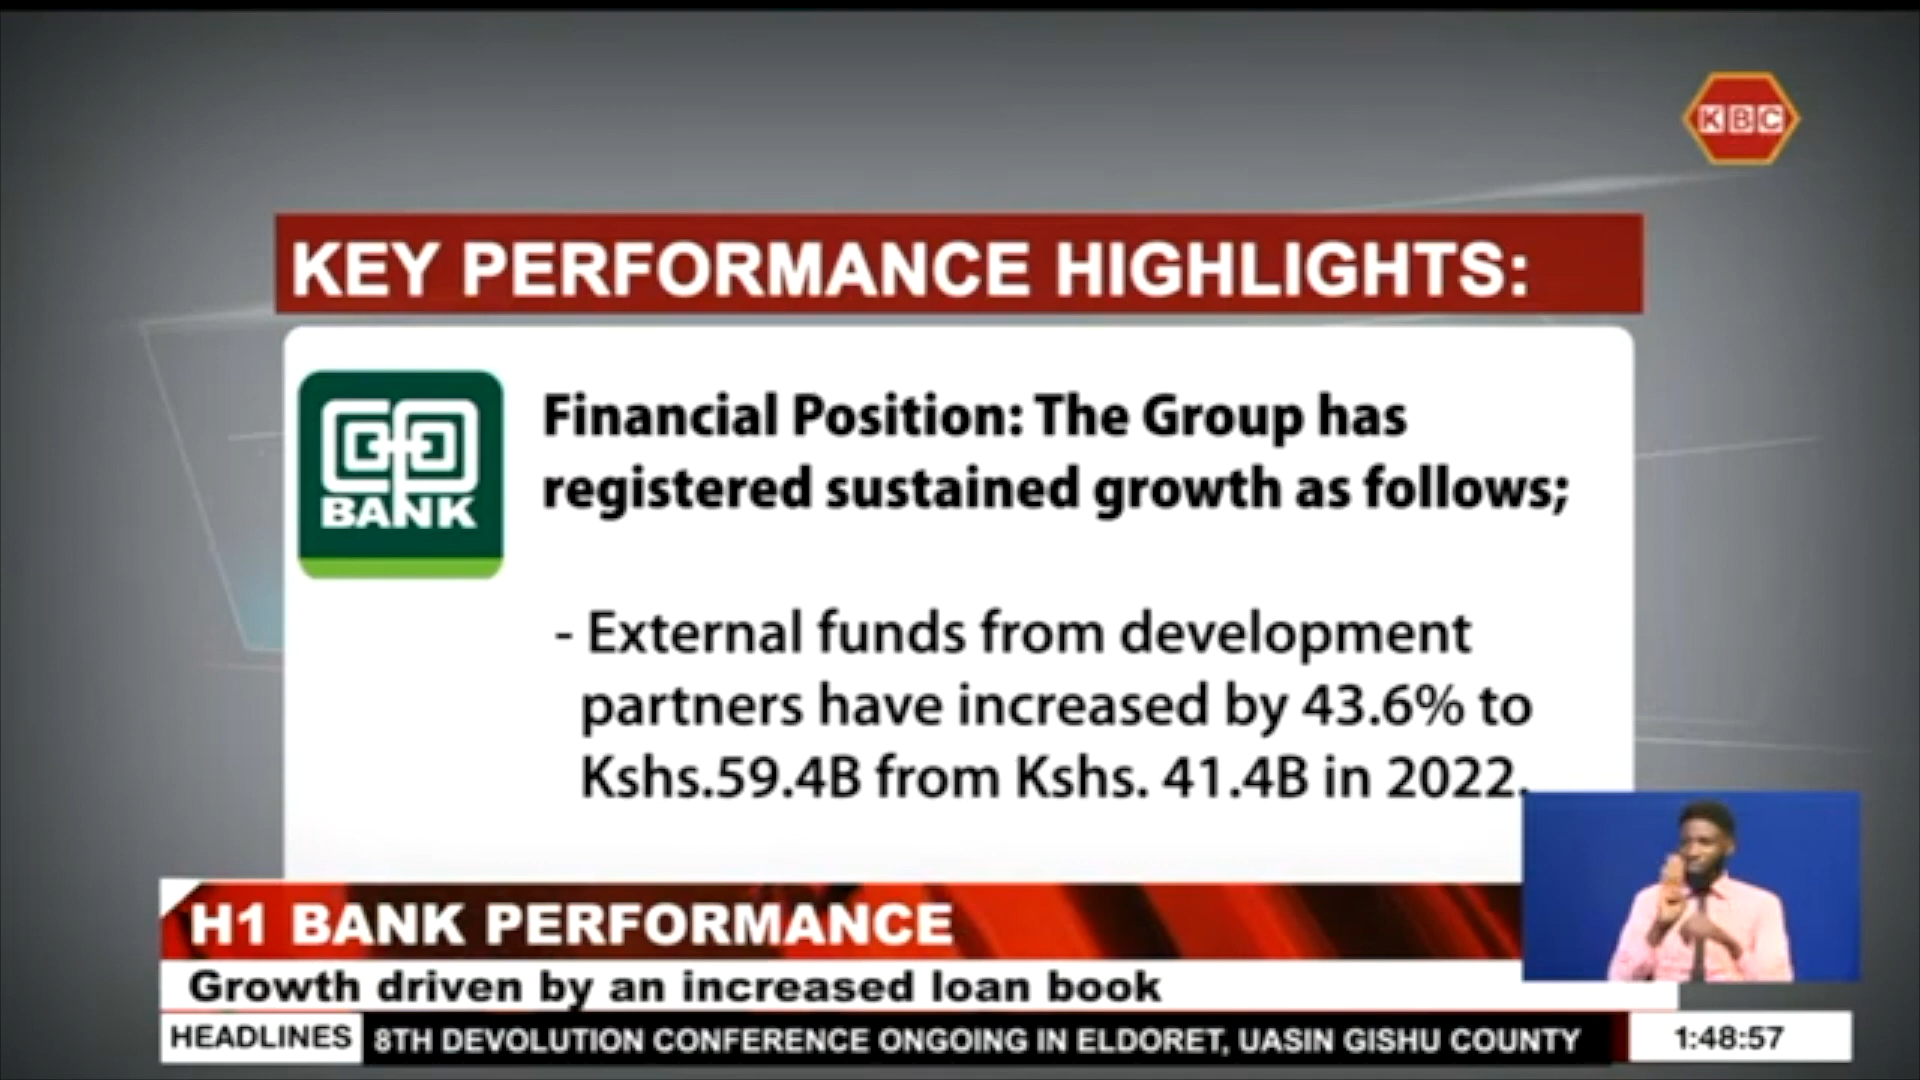 KBC
KEY PERFORMANCE HIGHLIGHTS:
BANK
Financial Position: The Group has
registered sustained growth as follows;
- External funds from development
partners have increased by 43.6% to
Kshs.59.4B from Kshs. 41.4B in 2022.
H1 BANK PERFORMANCE
Growth driven by an increased loan book
HEADLINES 8TH DEVOLUTION CONFERENCE ONGOING IN ELDORET, UASIN GISHU COUNTY 1:48:57